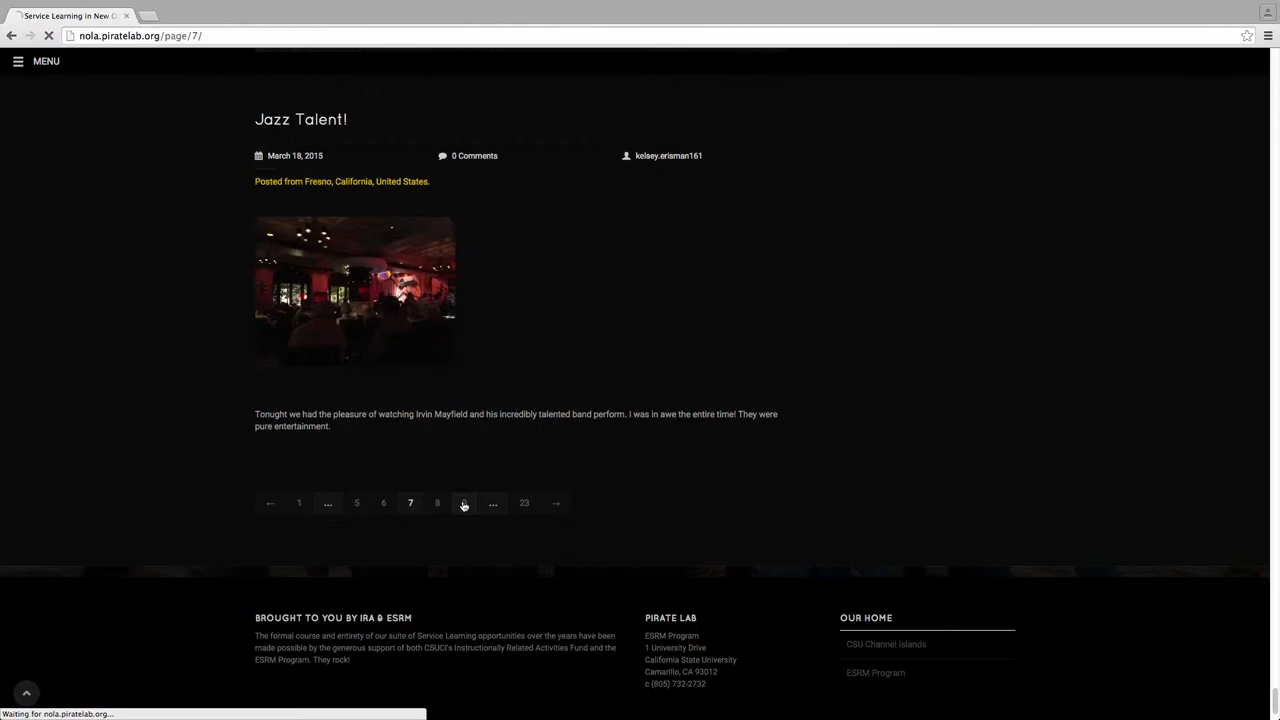 Service Learning in New O
nola.piratelab.org/page/7/
MENU
Jazz Talent!
March 18, 2015 0 Comments kelsey.erisman161
Posted from Fresno, California, United States.
Tonught we had the pleasure of watching Irvin Mayfield and his incredibly talented band perform. I was in awe the entire time! They were
pure entertainment.
← 1 ... 5 6 7 8 ... 23 →
BROUGHT TO YOU BY IRA & ESRM
The formal course and entirety of our suite of Service Learning opportunities over the years have been
made possible by the generous support of both CSUCI's Instructionally Related Activities Fund and the
ESRM Program. They rock!
PIRATE LAB
ESRM Program
1 University Drive
California State University
Camarillo, CA 93012
c (805) 732-2732
OUR HOME
CSU Channel Islands
ESRM Program
Waiting for nola.piratelab.org...